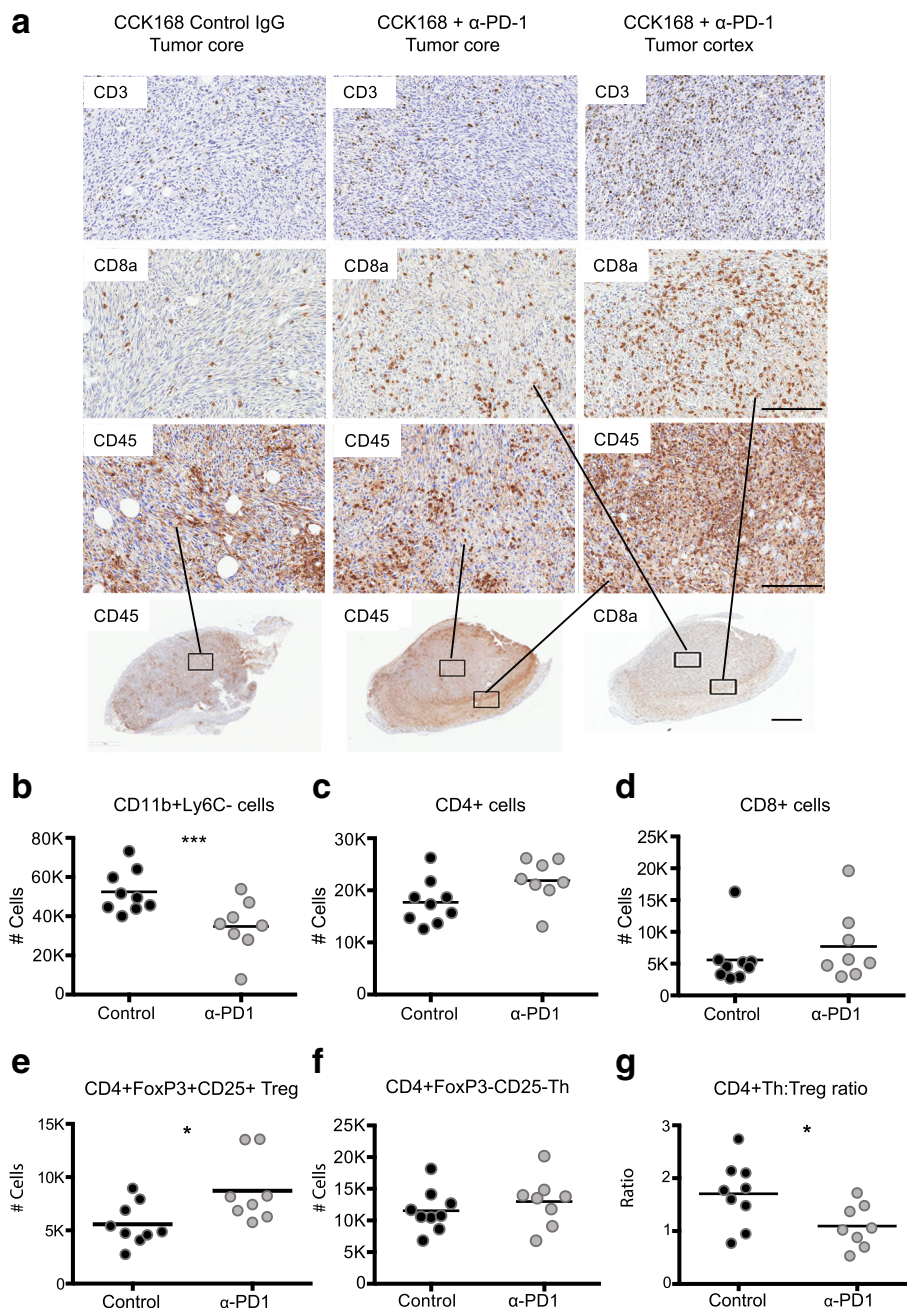 a
CCK168 Control IgG
Tumor core
CCK168 + α-PD-1
Tumor core
CCK168 + α-PD-1
Tumor cortex
CD3
CD3
CD3
CD8a
CD8a
CD8a
CD45
CD45
CD45
CD45
CD45
CD8a
b
CD11b+Ly6C- cells
***
# Cells
80K
60K
40K
20K
0
Control
α-PD1
c
CD4+ cells
# Cells
30K
20K
10K
0
Control
α-PD1
d
CD8+ cells
# Cells
25K
20K
15K
10K
5K
0
Control
α-PD1
e
CD4+FoxP3+CD25+ Treg
*
# Cells
15K
10K
5K
0
Control
α-PD1
f
CD4+FoxP3-CD25-Th
# Cells
25K
20K
15K
10K
5K
0
Control
α-PD1
g
CD4+Th:Treg ratio
*
Ratio
3
2
1
0
Control
α-PD1